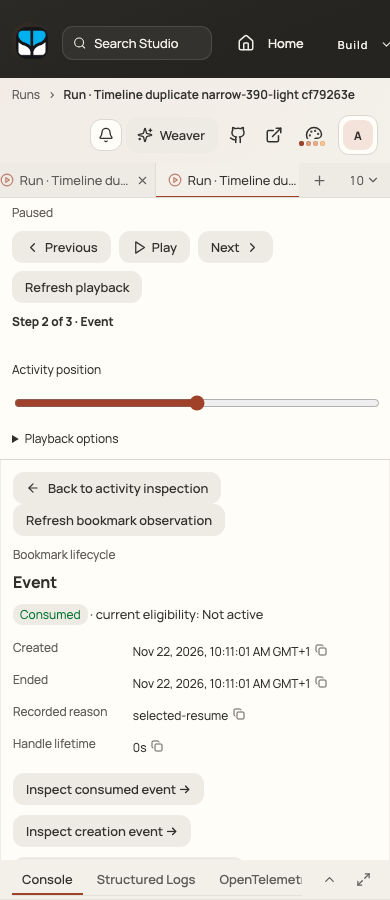 Search Studio
Home
Build
Runs > Run · Timeline duplicate narrow-390-light cf79263e
Weaver
A
Run · Timeline du...
Run · Timeline du...
10
Paused
Previous
Play
Next
Refresh playback
Step 2 of 3 · Event
Activity position
Playback options
Back to activity inspection
Refresh bookmark observation
Bookmark lifecycle
Event
Consumed · current eligibility: Not active
Created Nov 22, 2026, 10:11:01 AM GMT+1
Ended Nov 22, 2026, 10:11:01 AM GMT+1
Recorded reason selected-resume
Handle lifetime 0s
Inspect consumed event →
Inspect creation event →
Console
Structured Logs
OpenTelemet